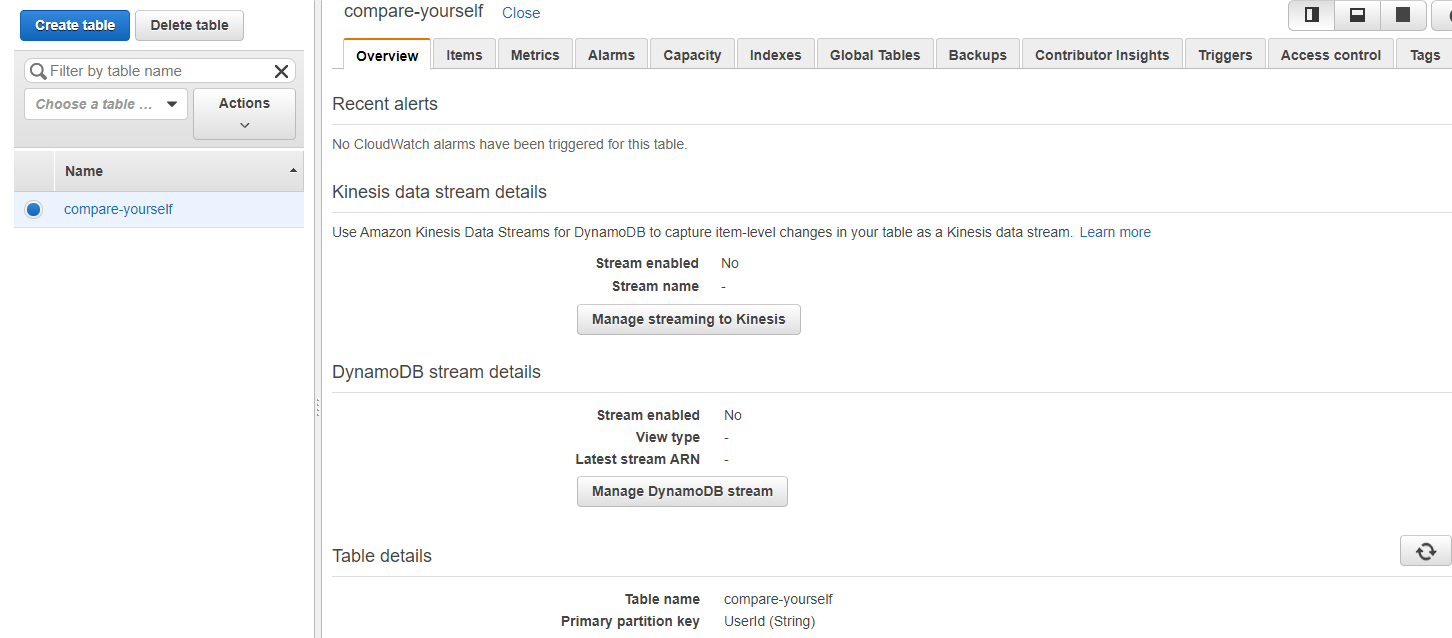 Create table
Delete table
Filter by table name
Choose a table ...
Actions
Name
compare-yourself
compare-yourself Close
Overview Items Metrics Alarms Capacity Indexes Global Tables Backups Contributor Insights Triggers Access control Tags
Recent alerts
No CloudWatch alarms have been triggered for this table.
Kinesis data stream details
Use Amazon Kinesis Data Streams for DynamoDB to capture item-level changes in your table as a Kinesis data stream. Learn more
Stream enabled No
Stream name -
Manage streaming to Kinesis
DynamoDB stream details
Stream enabled No
View type -
Latest stream ARN -
Manage DynamoDB stream
Table details
Table name compare-yourself
Primary partition key UserId (String)